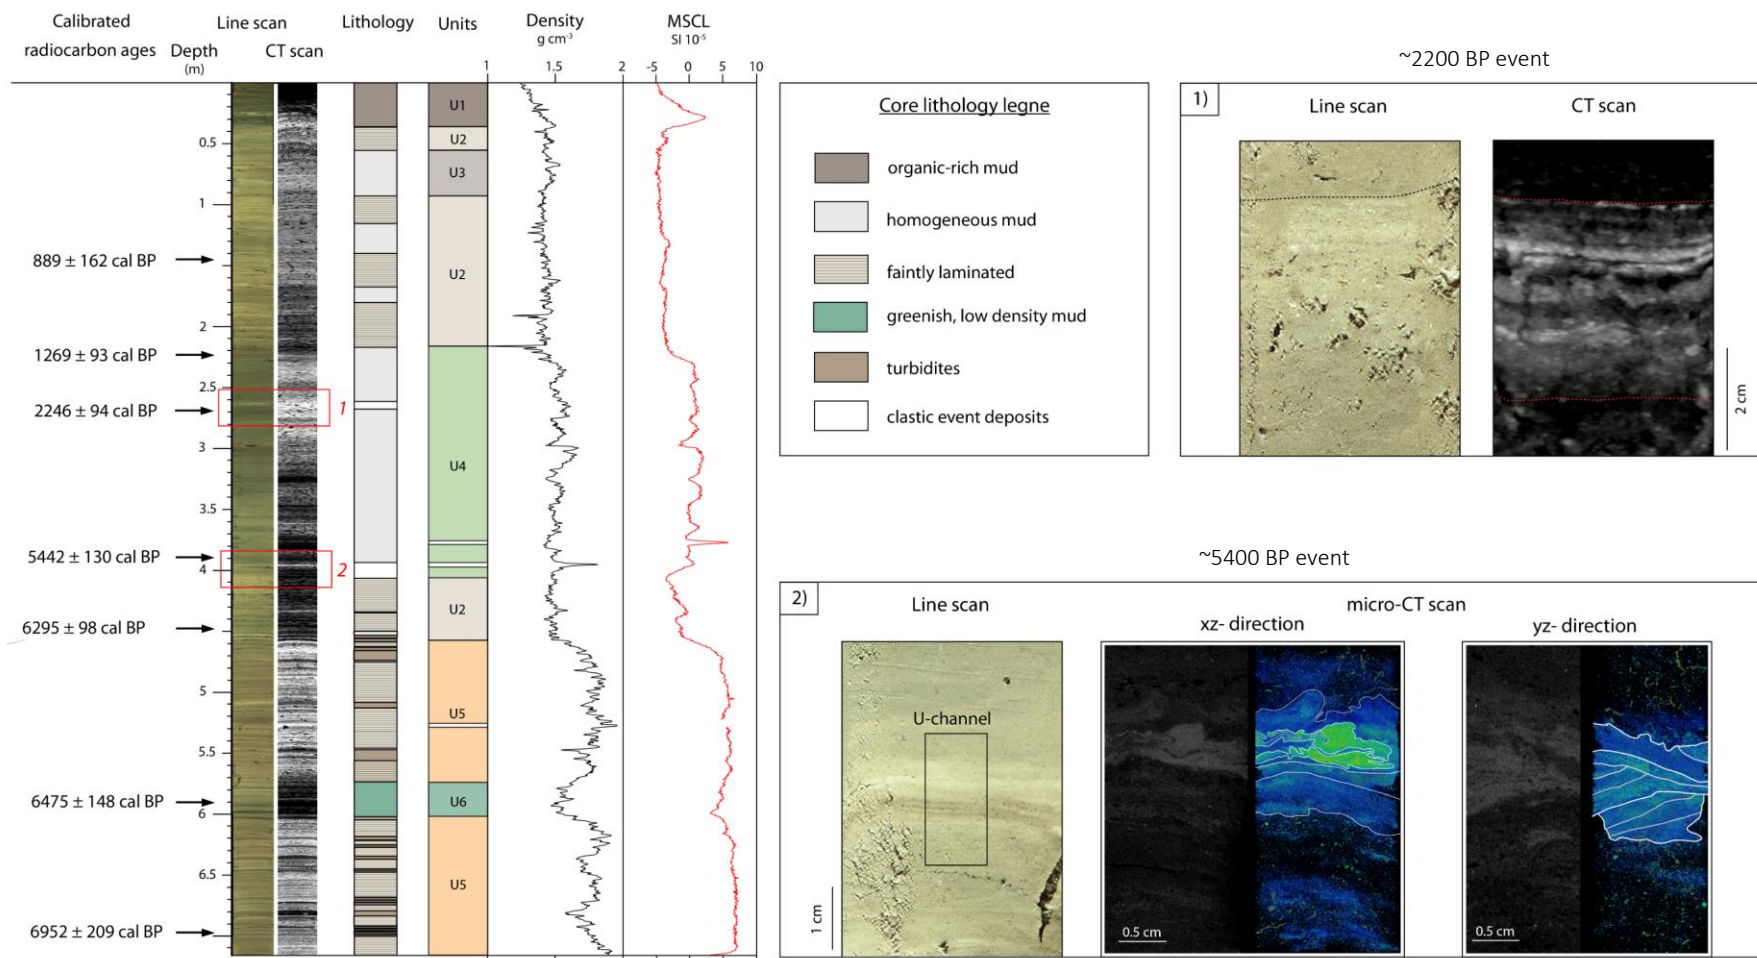 Calibrated
radiocarbon ages
Depth
(m)
Line scan
CT scan
Lithology
Units
Density
g cm-3
MSCL
SI 10-5
1
1.5
2
-5
0
5
10
0.5
1
889 ± 162 cal BP
2
1269 ± 93 cal BP
2.5
2246 ± 94 cal BP
3
3.5
5442 ± 130 cal BP
4
6295 ± 98 cal BP
5
5.5
6475 ± 148 cal BP
6
6.5
6952 ± 209 cal BP
1
2
U1
U2
U3
U2
U4
U2
U5
U6
U5
Core lithology legne
organic-rich mud
homogeneous mud
faintly laminated
greenish, low density mud
turbidites
clastic event deposits
~2200 BP event
1)
Line scan
CT scan
2 cm
~5400 BP event
2)
Line scan
micro-CT scan
xz- direction
yz- direction
U-channel
1 cm
0.5 cm
0.5 cm